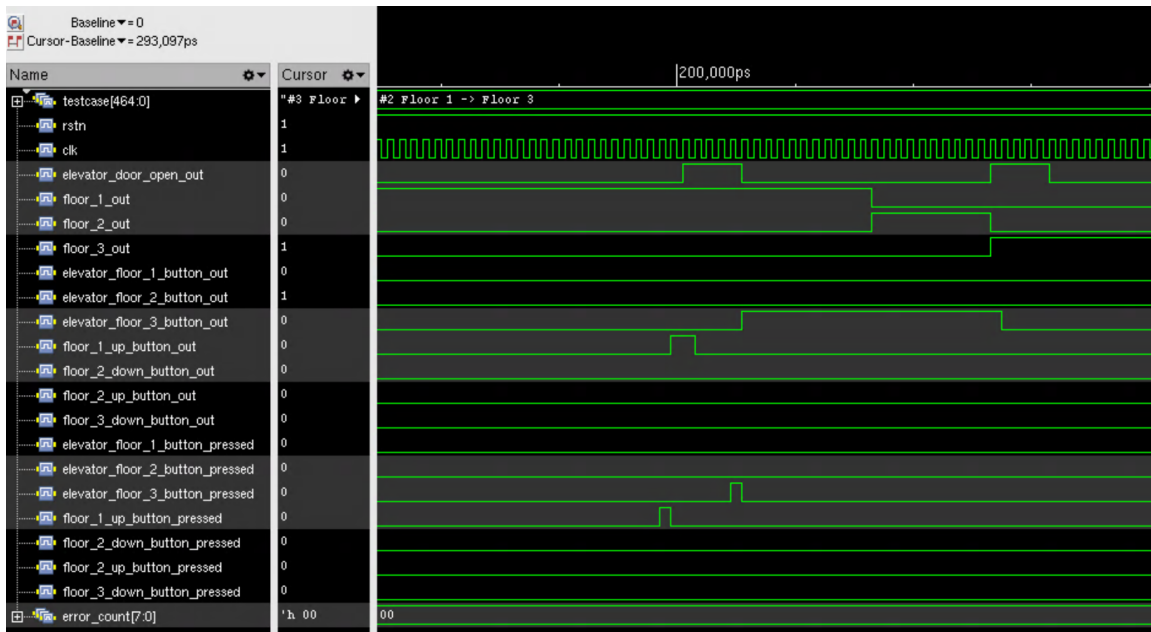 Baseline ▾ = 0
Cursor-Baseline ▾ = 293,097ps
Name Cursor 200,000ps
testcase[464:0] "#3 Floor #2 Floor 1 -> Floor 3
rstn 1
clk 1
elevator_door_open_out 0
floor_1_out 0
floor_2_out 0
floor_3_out 1
elevator_floor_1_button_out 0
elevator_floor_2_button_out 1
elevator_floor_3_button_out 0
floor_1_up_button_out 0
floor_2_down_button_out 0
floor_2_up_button_out 0
floor_3_down_button_out 0
elevator_floor_1_button_pressed 0
elevator_floor_2_button_pressed 0
elevator_floor_3_button_pressed 0
floor_1_up_button_pressed 0
floor_2_down_button_pressed 0
floor_2_up_button_pressed 0
floor_3_down_button_pressed 0
error_count[7:0] 'h 00 00